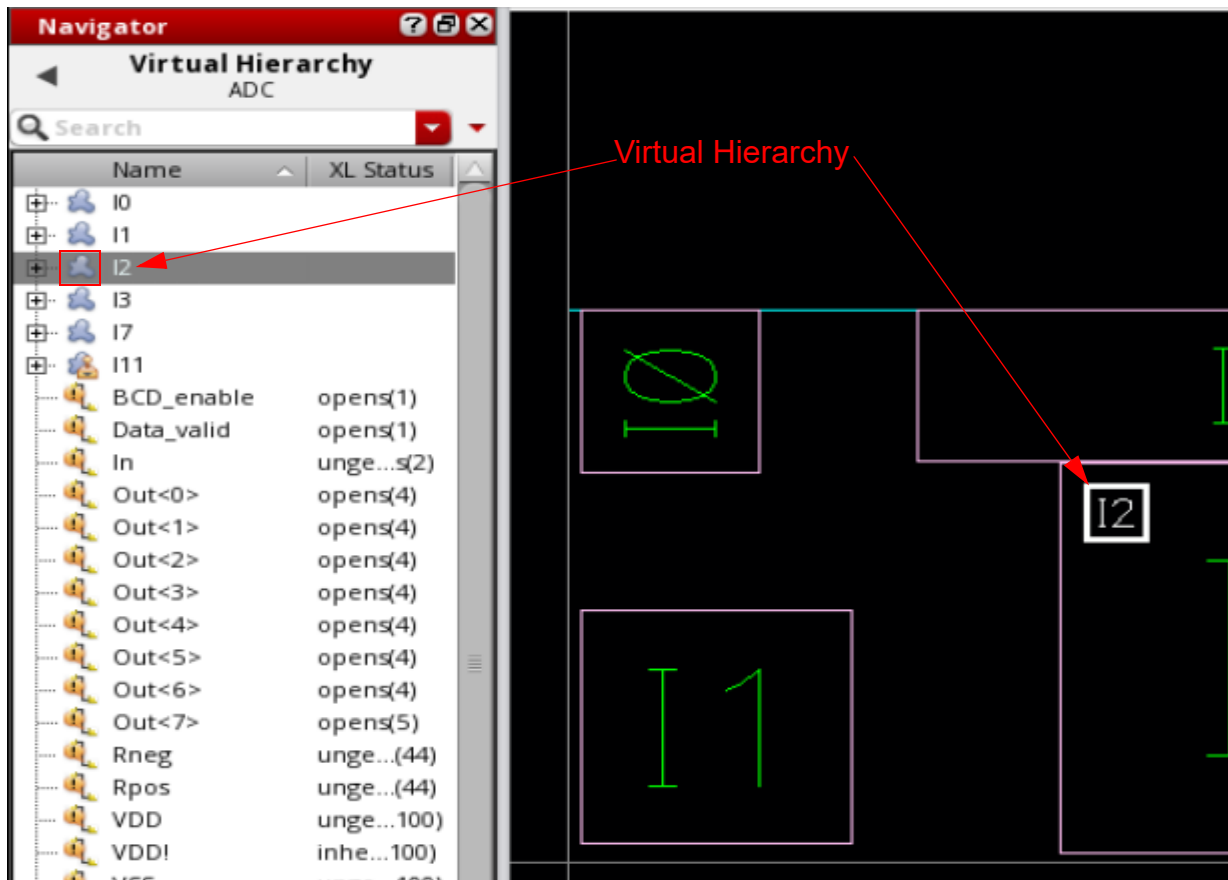 Navigator
Virtual Hierarchy
ADC
Search
Name XL Status
I0
I1
I2
I3
I7
I11
BCD_enable opens(1)
Data_valid opens(1)
In unge...s(2)
Out<0> opens(4)
Out<1> opens(4)
Out<2> opens(4)
Out<3> opens(4)
Out<4> opens(4)
Out<5> opens(4)
Out<6> opens(4)
Out<7> opens(5)
Rneg unge...(44)
Rpos unge...(44)
VDD unge...100)
VDD! inhe...100)
Virtual Hierarchy
I0
I2
I1